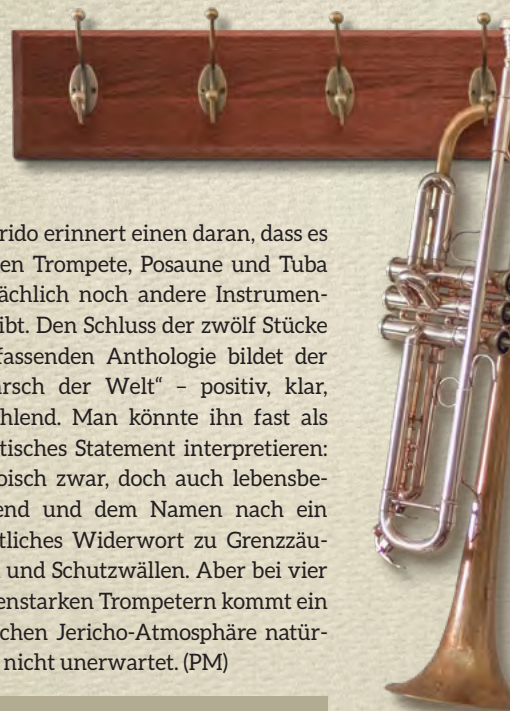 rido erinnert einen daran, dass es
en Trompete, Posaune und Tuba
ächlich noch andere Instrumen-
ibt. Den Schluss der zwölf Stücke
fassenden Anthologie bildet der
arsch der Welt“ – positiv, klar,
hlend. Man könnte ihn fast als
tisches Statement interpretieren:
oisch zwar, doch auch lebensbe-
end und dem Namen nach ein
tliches Widerwort zu Grenzzäu-
und Schutzwällen. Aber bei vier
enstarken Trompetern kommt ein
chen Jericho-Atmosphäre natür-
nicht unerwartet. (PM)